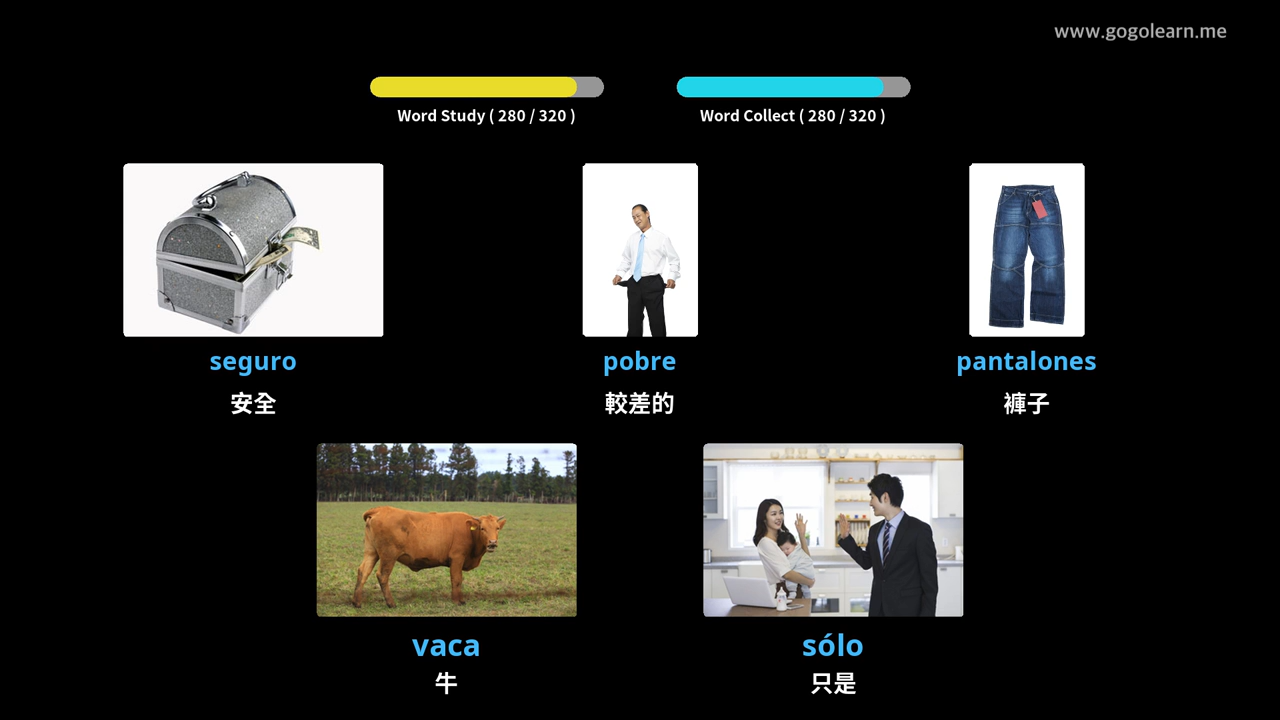 www.gogolearn.me
Word Study ( 280 / 320 )
Word Collect ( 280 / 320 )
seguro
安全
pobre
較差的
pantalones
褲子
vaca
牛
sólo
只是